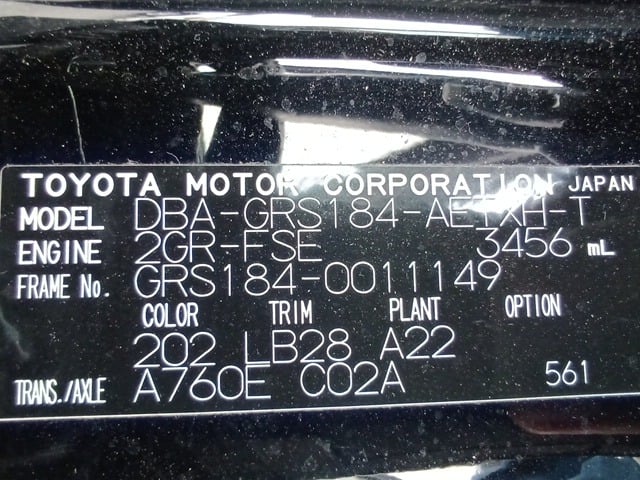 TOYOTA MOTOR CORPORATION JAPAN
MODEL DBA-GRS184-AETXH-T
ENGINE 2GR-FSE 3456 mL
FRAME No. GRS184-0011149
COLOR TRIM PLANT OPTION
202 LB28 A22
TRANS./AXLE A760E C02A 561